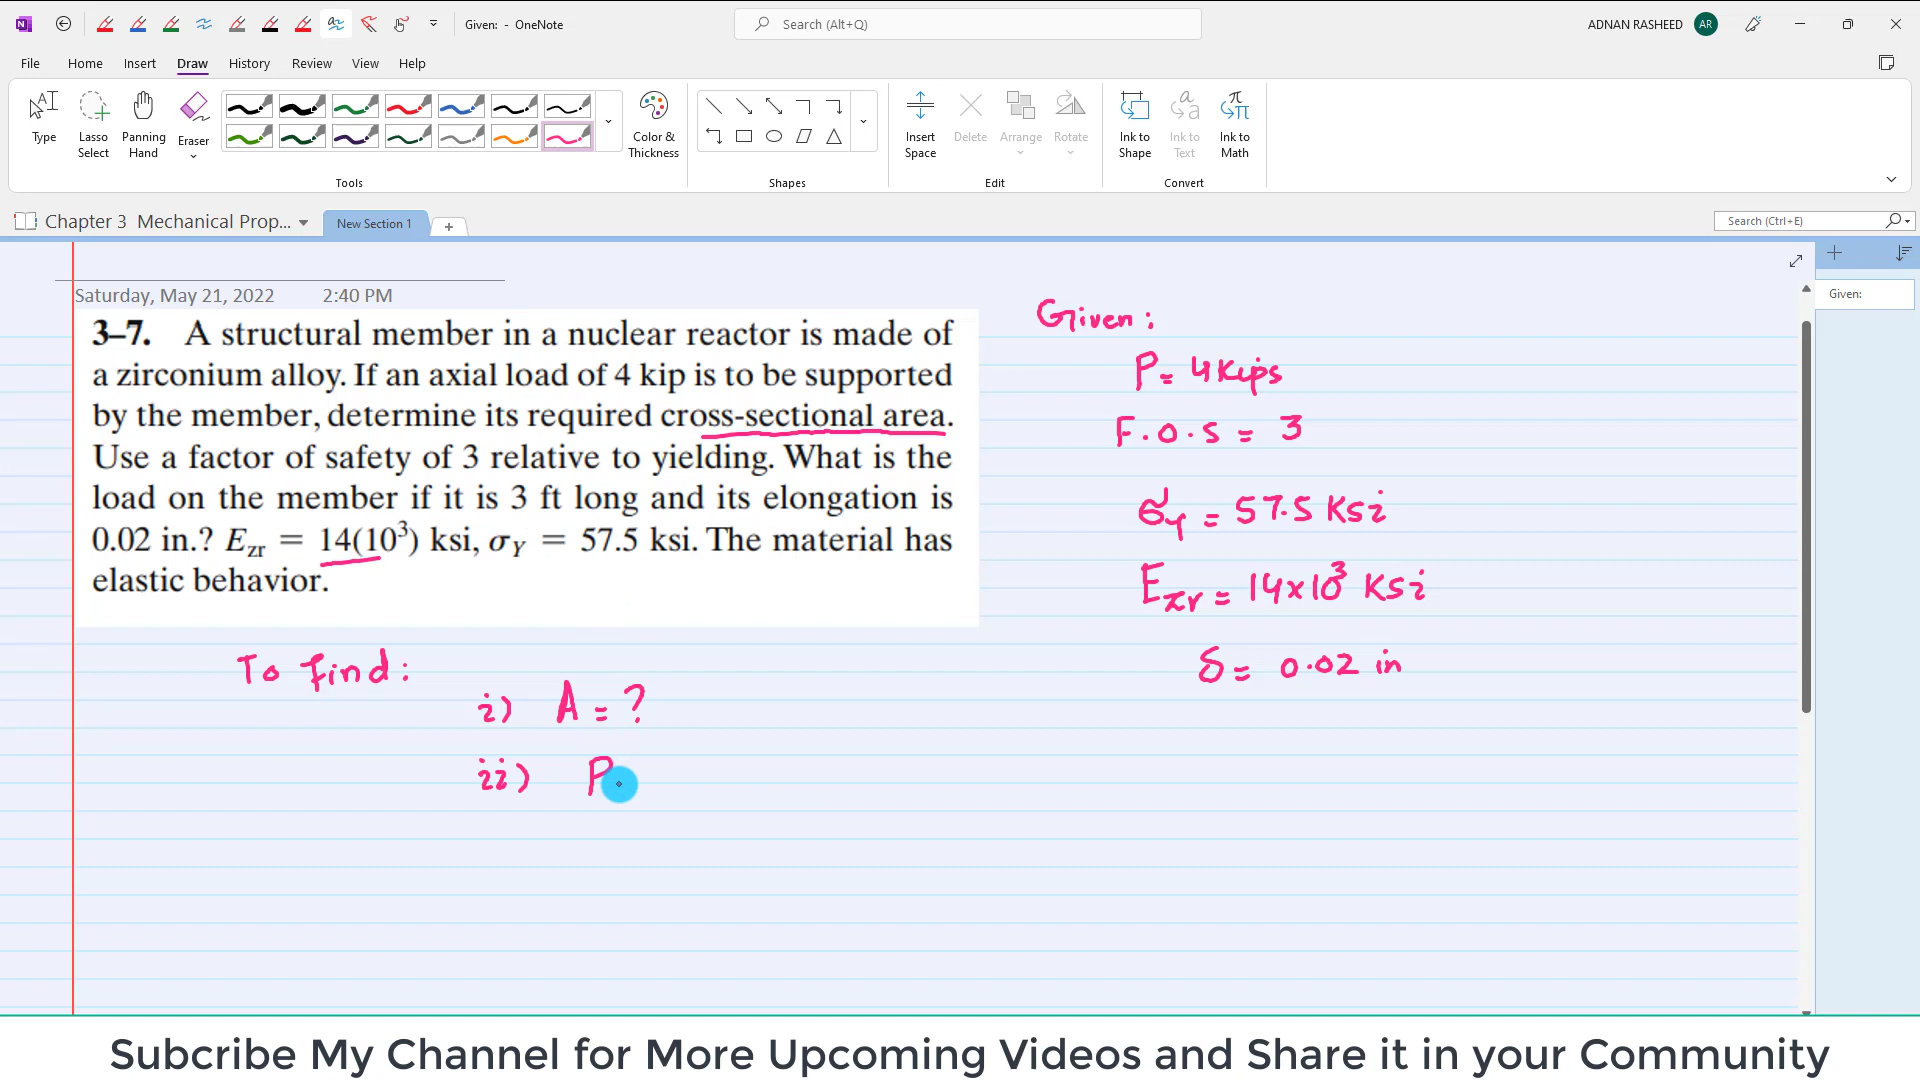 Given: - OneNote
Search (Alt+Q)
ADNAN RASHEED
AR
File Home Insert Draw History Review View Help
Type
Lasso Select
Panning Hand
Eraser
Color & Thickness
Insert Space
Delete
Arrange
Rotate
Ink to Shape
Ink to Text
Ink to Math
Tools
Shapes
Edit
Convert
Chapter 3 Mechanical Prop...
New Section 1
Search (Ctrl+E)
Given:
Saturday, May 21, 2022 2:40 PM
3–7. A structural member in a nuclear reactor is made of
a zirconium alloy. If an axial load of 4 kip is to be supported
by the member, determine its required cross-sectional area.
Use a factor of safety of 3 relative to yielding. What is the
load on the member if it is 3 ft long and its elongation is
0.02 in.? Ezr = 14(10³) ksi, σY = 57.5 ksi. The material has
elastic behavior.
Given:
P = 4 Kips
F.O.S = 3
σY = 57.5 Ksi
Ezr = 14x10³ Ksi
δ = 0.02 in
To find:
i) A = ?
ii) P
Subcribe My Channel for More Upcoming Videos and Share it in your Community